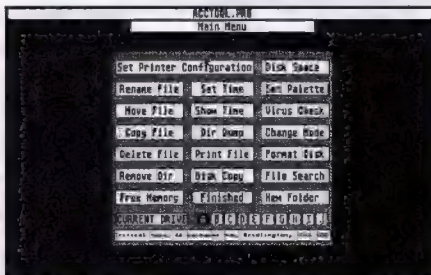 ACCTOOL.PRG
Main Menu
Set Printer Configuration Disk Space
Rename File Set Time Set Palette
Move File Show Time Virus Check
Copy File Dir Dump Change Mode
Delete File Print File Format Disk
Remove Dir Disk Copy File Search
Free Memory Finished New Folder
CURRENT DRIVE A B C D E F G H I J